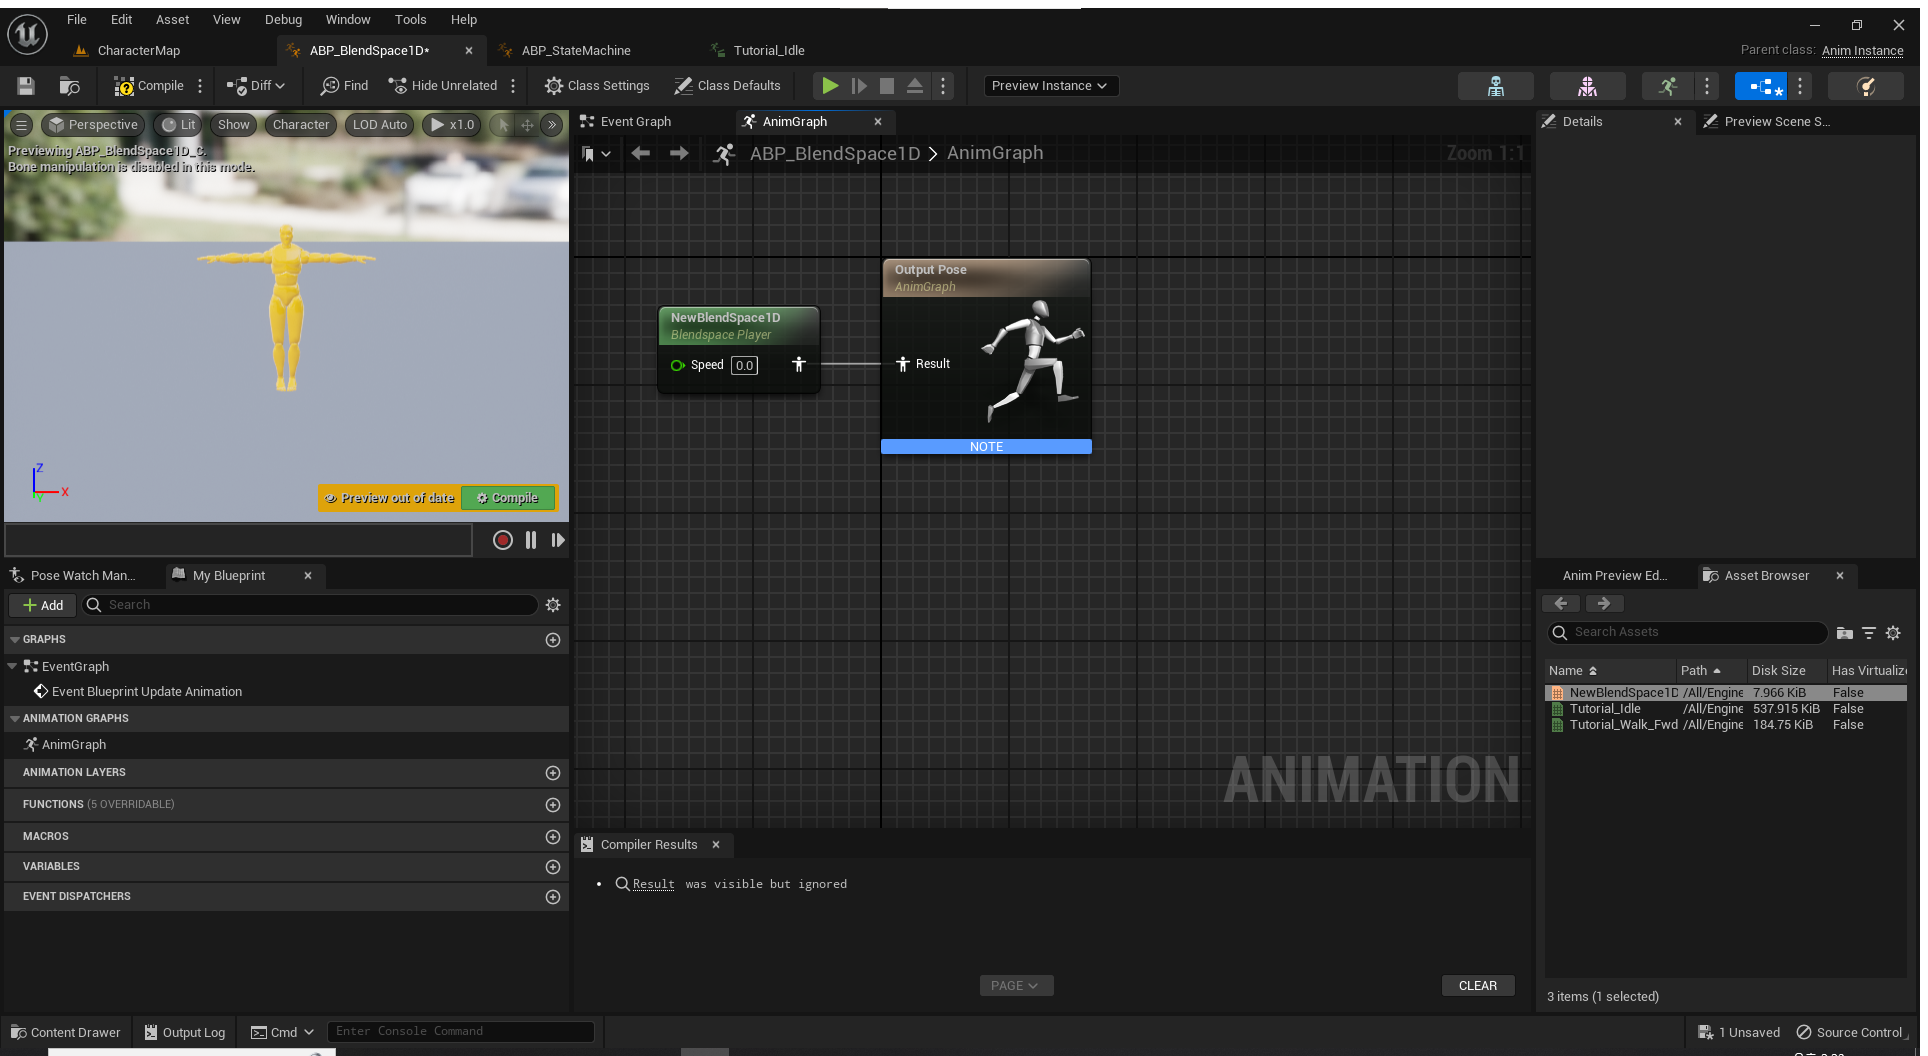 File Edit Asset View Debug Window Tools Help
CharacterMap ABP_BlendSpace1D* ABP_StateMachine Tutorial_Idle
Parent class: Anim Instance
Compile Diff Find Hide Unrelated Class Settings Class Defaults Preview Instance
Perspective Lit Show Character LOD Auto x1.0
Previewing ABP_BlendSpace1D_C.
Bone manipulation is disabled in this mode.
Z
X
Y
Preview out of date Compile
Event Graph AnimGraph
ABP_BlendSpace1D > AnimGraph
Zoom 1:1
Output Pose
AnimGraph
NewBlendSpace1D
Blendspace Player
Speed 0.0
Result
NOTE
ANIMATION
Details Preview Scene S...
Pose Watch Man... My Blueprint
Add Search
GRAPHS
EventGraph
Event Blueprint Update Animation
ANIMATION GRAPHS
AnimGraph
ANIMATION LAYERS
FUNCTIONS (5 OVERRIDABLE)
MACROS
VARIABLES
EVENT DISPATCHERS
Compiler Results
• Result was visible but ignored
PAGE
CLEAR
Anim Preview Ed... Asset Browser
Search Assets
Name Path Disk Size Has Virtualize
NewBlendSpace1D /All/Engine 7.966 KiB False
Tutorial_Idle /All/Engine 537.915 KiB False
Tutorial_Walk_Fwd /All/Engine 184.75 KiB False
3 items (1 selected)
Content Drawer Output Log Cmd Enter Console Command
1 Unsaved Source Control